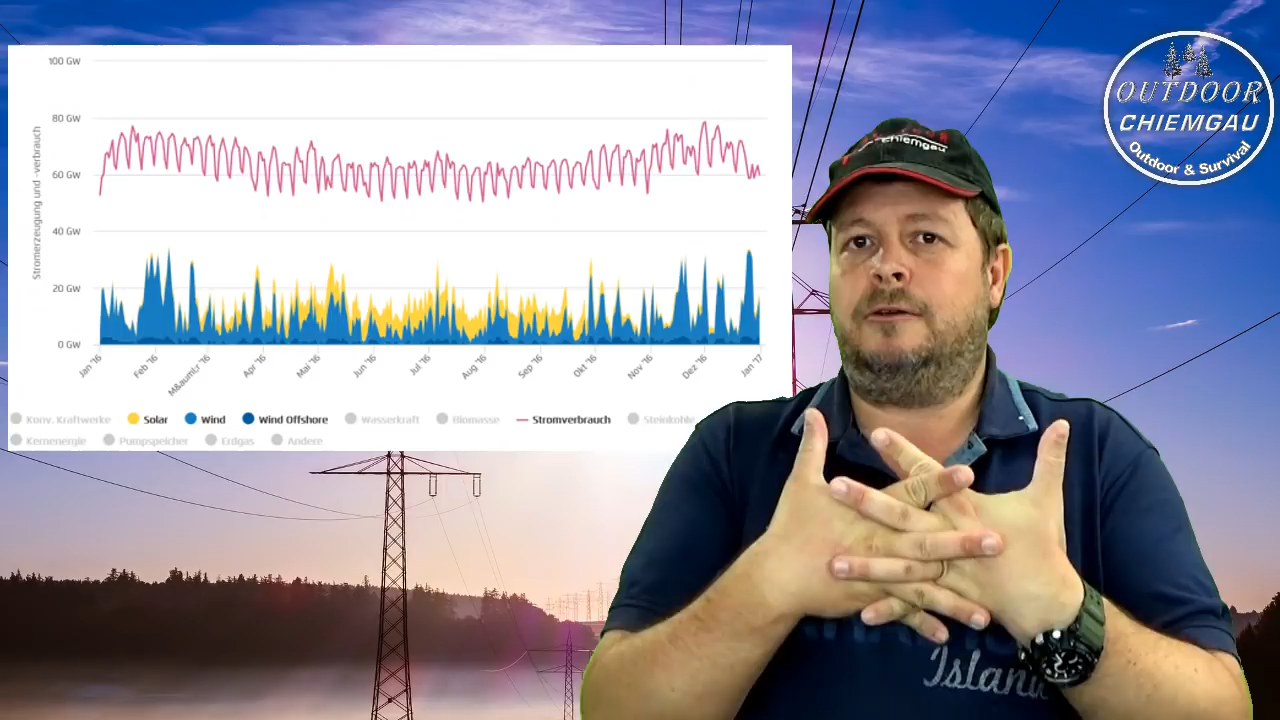 100 GW
80 GW
60 GW
40 GW
20 GW
0 GW
Stromerzeugung und -verbrauch
Jan '16
Feb '16
M&auml;r '16
Apr '16
Mai '16
Jun '16
Jul '16
Aug '16
Sep '16
Okt '16
Nov '16
Dez '16
Jan '17
Konv. Kraftwerke Solar Wind Wind Offshore Wasserkraft Biomasse Stromverbrauch Steinkohle
Kernenergie Pumpspeicher Erdgas Andere
OUTDOOR
CHIEMGAU
Outdoor & Survival
Chiemgau
Island